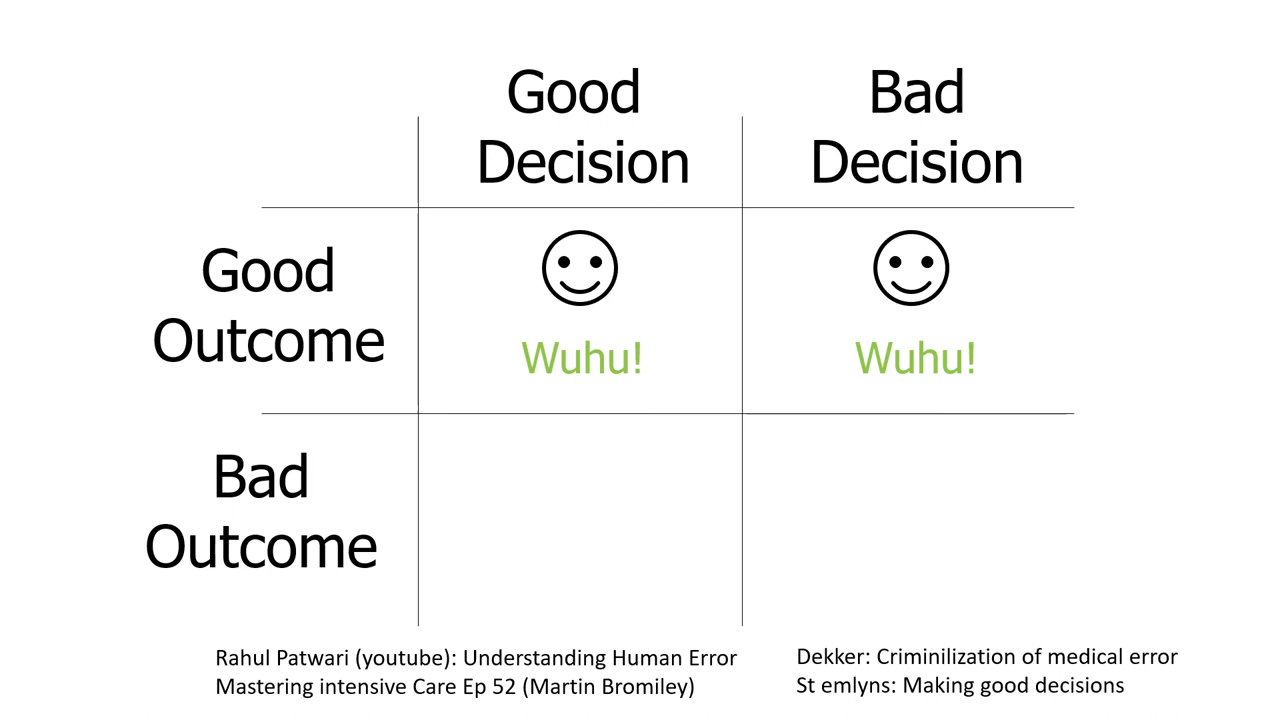 Good
Decision
Bad
Decision
Good
Outcome
Wuhu!
Wuhu!
Bad
Outcome
Rahul Patwari (youtube): Understanding Human Error
Mastering intensive Care Ep 52 (Martin Bromiley)
Dekker: Criminilization of medical error
St emlyns: Making good decisions